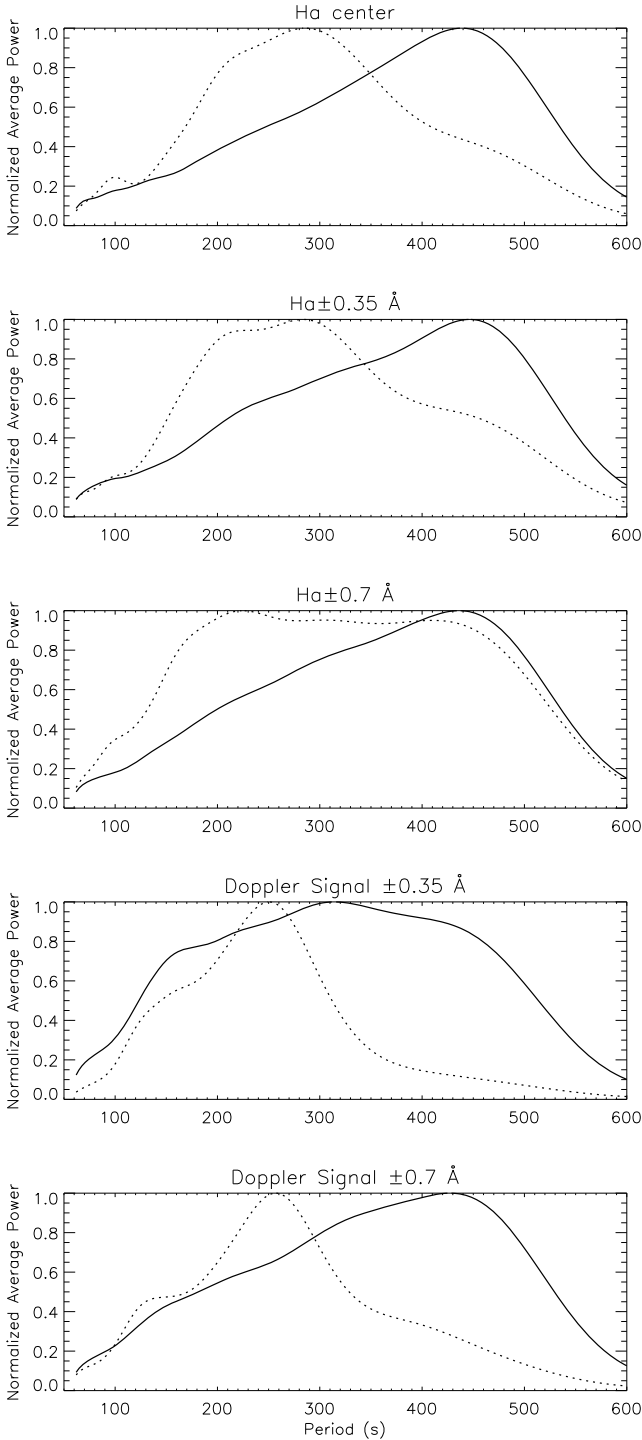 Ha center
Normalized Average Power
1.0
0.8
0.6
0.4
0.2
0.0
100 200 300 400 500 600
Ha±0.35 Å
Normalized Average Power
1.0
0.8
0.6
0.4
0.2
0.0
100 200 300 400 500 600
Ha±0.7 Å
Normalized Average Power
1.0
0.8
0.6
0.4
0.2
0.0
100 200 300 400 500 600
Doppler Signal ±0.35 Å
Normalized Average Power
1.0
0.8
0.6
0.4
0.2
0.0
100 200 300 400 500 600
Doppler Signal ±0.7 Å
Normalized Average Power
1.0
0.8
0.6
0.4
0.2
0.0
100 200 300 400 500 600
Period (s)